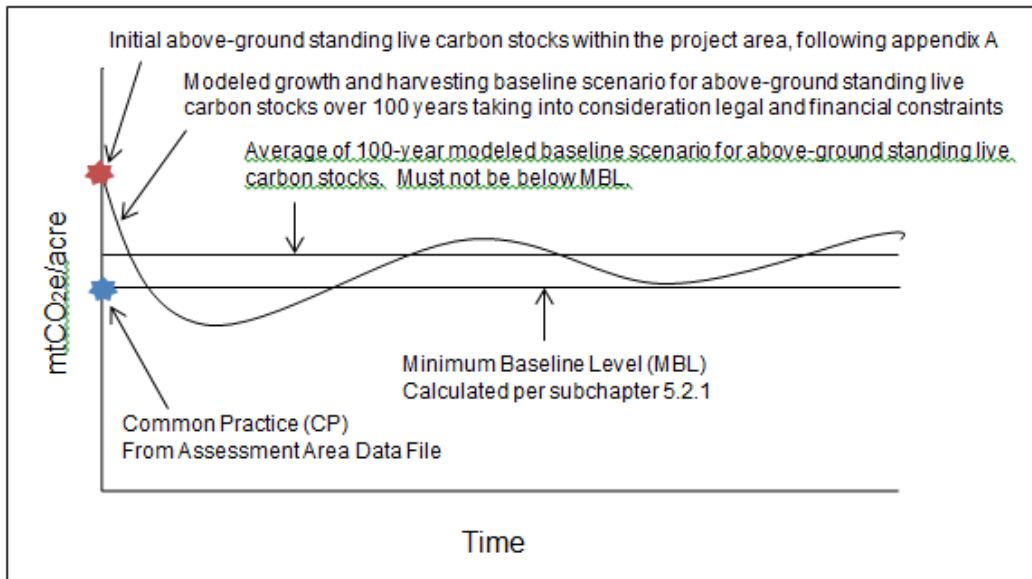 Initial above-ground standing live carbon stocks within the project area, following appendix A
Modeled growth and harvesting baseline scenario for above-ground standing live
carbon stocks over 100 years taking into consideration legal and financial constraints
Average of 100-year modeled baseline scenario for above-ground standing live
carbon stocks. Must not be below MBL.
mtCO2e/acre
Minimum Baseline Level (MBL)
Calculated per subchapter 5.2.1
Common Practice (CP)
From Assessment Area Data File
Time